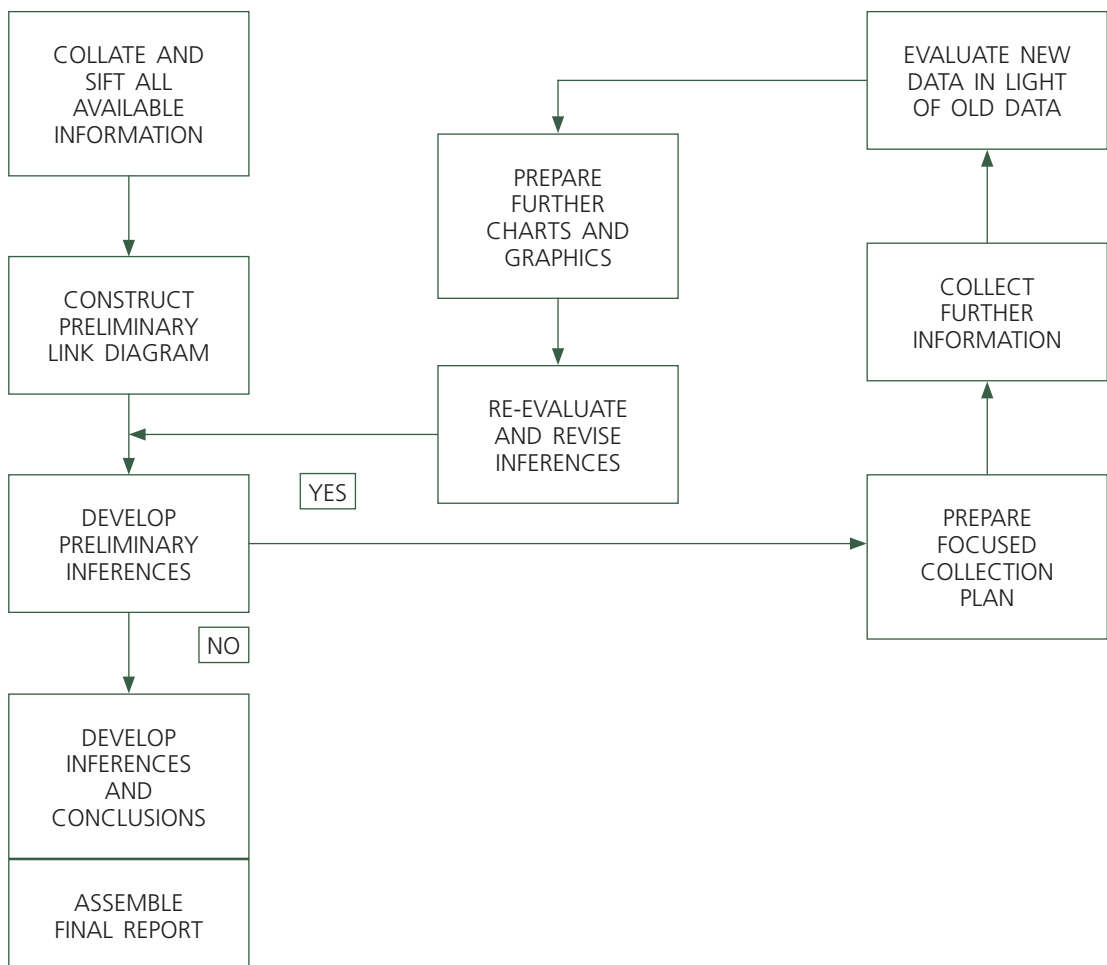 COLLATE AND
SIFT ALL
AVAILABLE
INFORMATION
CONSTRUCT
PRELIMINARY
LINK DIAGRAM
DEVELOP
PRELIMINARY
INFERENCES
YES
NO
DEVELOP
INFERENCES
AND
CONCLUSIONS
ASSEMBLE
FINAL REPORT
PREPARE
FURTHER
CHARTS AND
GRAPHICS
RE-EVALUATE
AND REVISE
INFERENCES
EVALUATE NEW
DATA IN LIGHT
OF OLD DATA
COLLECT
FURTHER
INFORMATION
PREPARE
FOCUSED
COLLECTION
PLAN